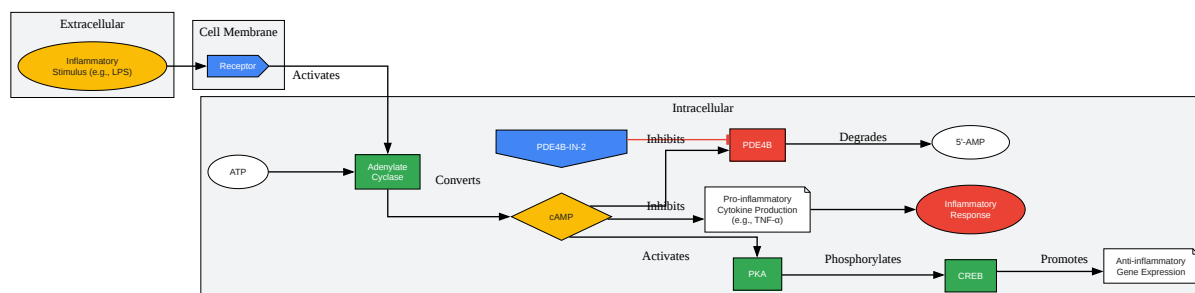 Extracellular
Inflammatory
Stimulus (e.g., LPS)
Cell Membrane
Receptor
Activates
Intracellular
PDE4B-IN-2
Inhibits
PDE4B
Degrades
5'-AMP
ATP
Adenylate
Cyclase
Converts
cAMP
Inhibits
Pro-inflammatory
Cytokine Production
(e.g., TNF-α)
Inflammatory
Response
Activates
PKA
Phosphorylates
CREB
Promotes
Anti-inflammatory
Gene Expression